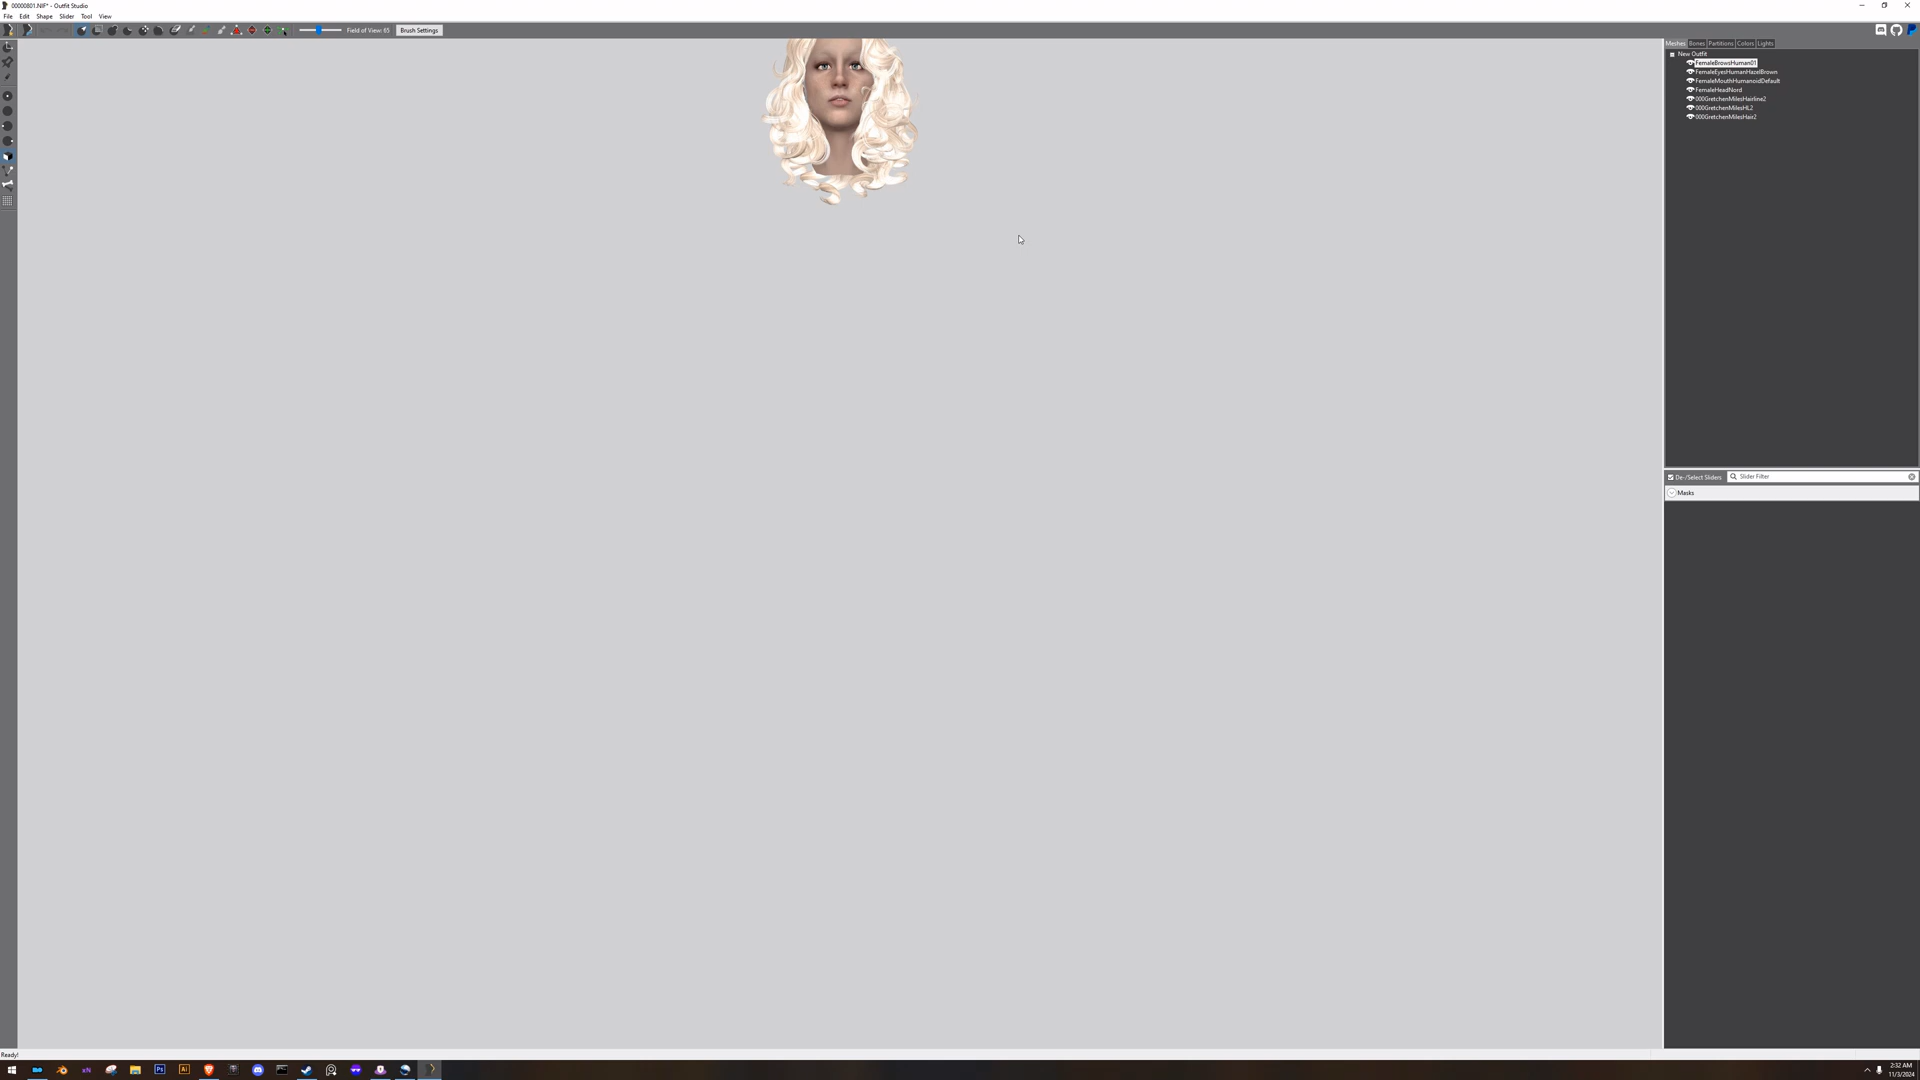 00000801.NIF* - Outfit Studio
File Edit Shape Slider Tool View
Field of View: 65 Brush Settings
Meshes Bones Partitions Colors Lights
New Outfit
FemaleBrowsHuman01
FemaleEyesHumanHazelBrown
FemaleMouthHumanoidDefault
FemaleHeadNord
000GretchenMilesHairline2
000GretchenMilesHL2
000GretchenMilesHair2
De-/Select Sliders Slider Filter
Masks
Ready!
2:32 AM
11/3/2024